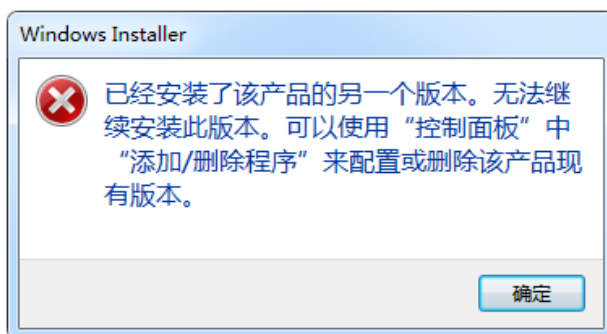 Windows Installer
已经安装了该产品的另一个版本。无法继
续安装此版本。可以使用“控制面板”中
“添加/删除程序”来配置或删除该产品现
有版本。
确定